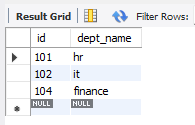 Result Grid Filter Rows:
id dept_name
101 hr
102 it
104 finance
NULL NULL